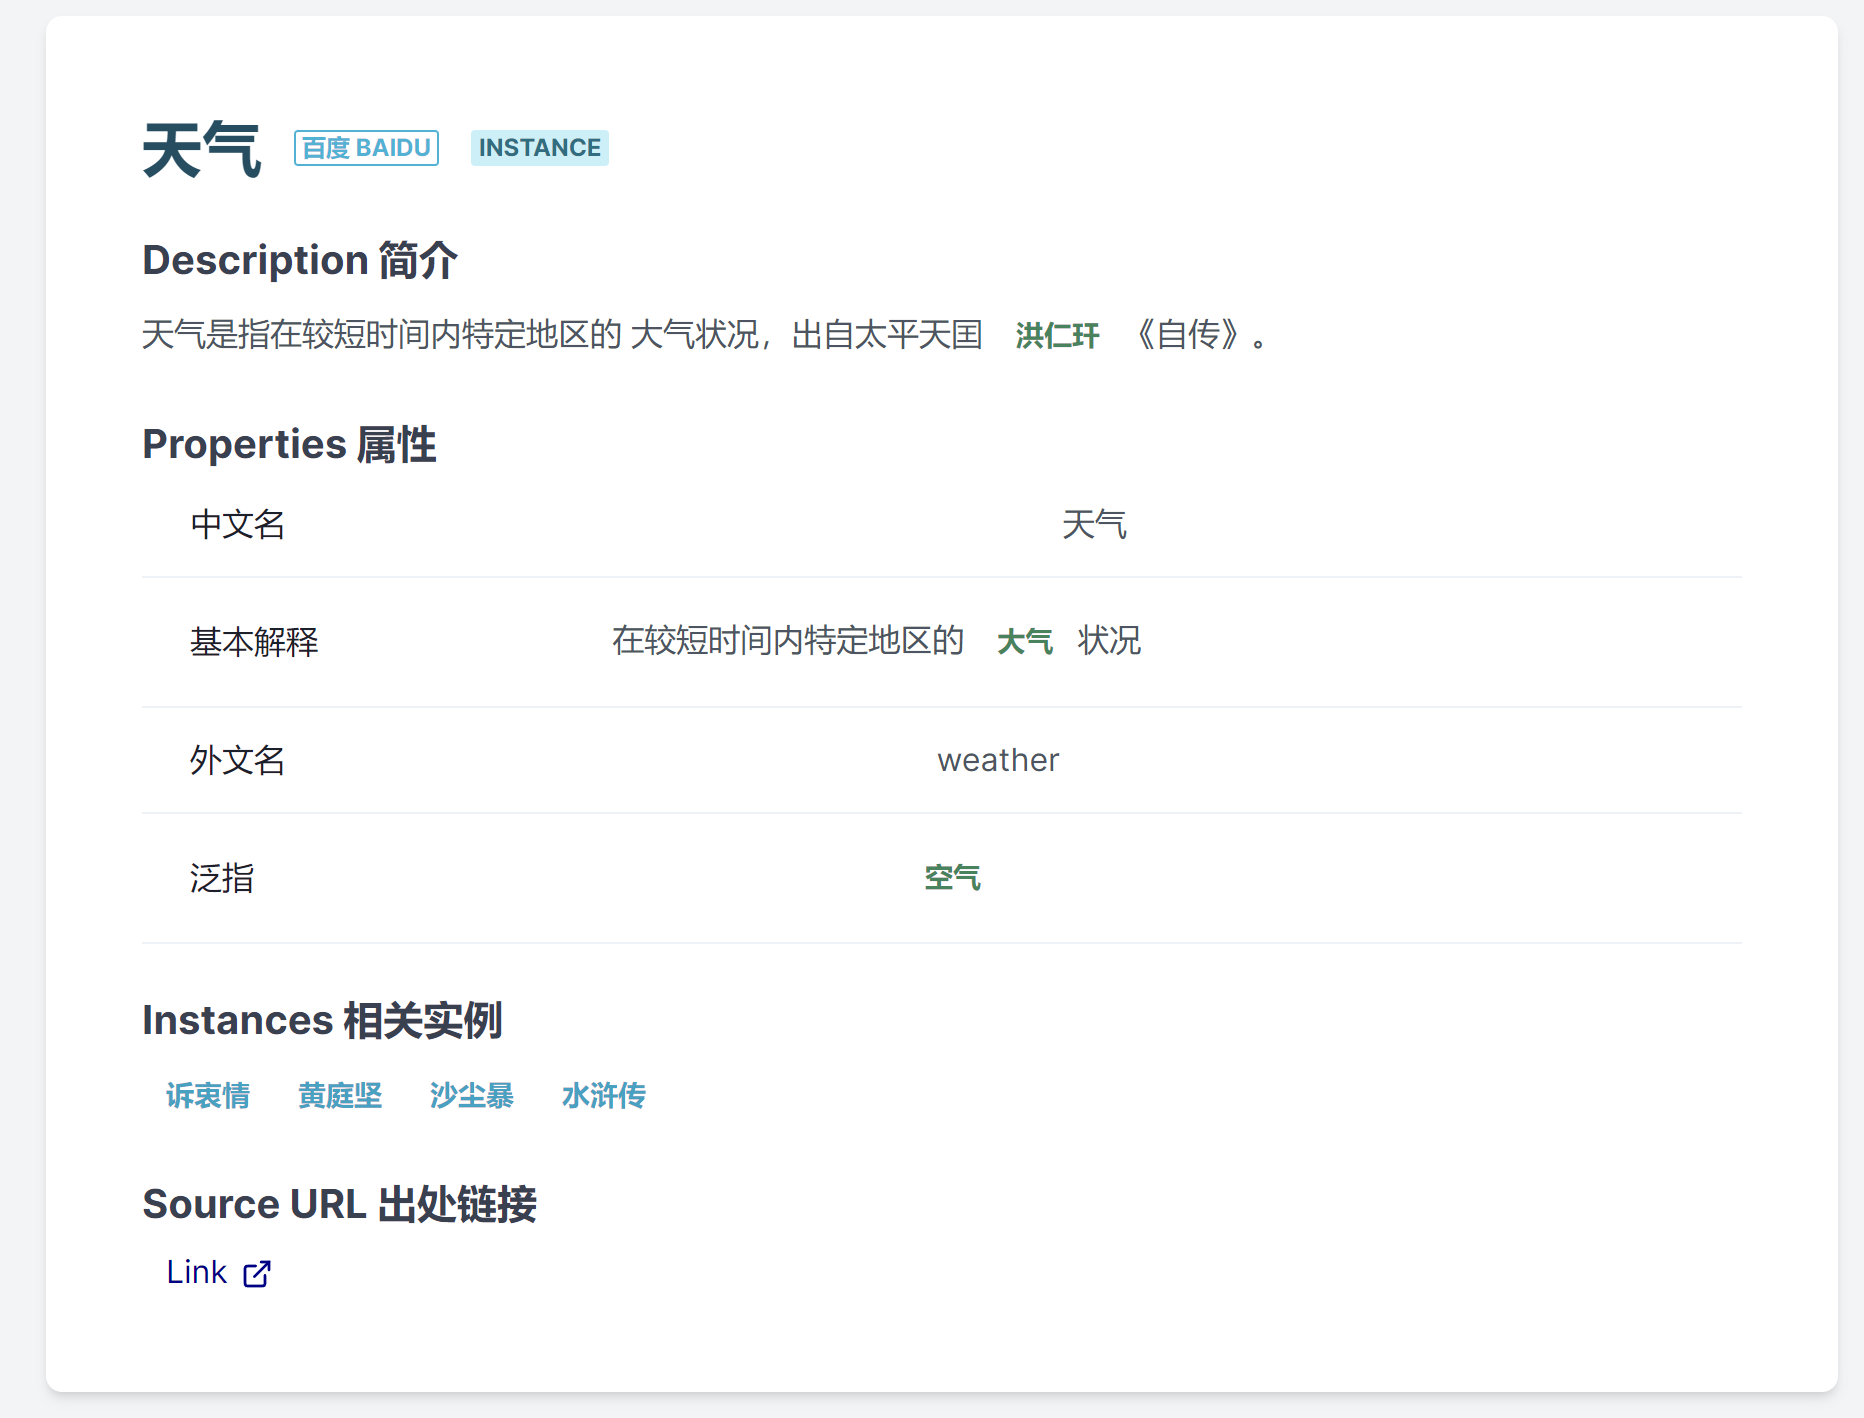 天气 百度 BAIDU INSTANCE
Description 简介
天气是指在较短时间内特定地区的 大气状况，出自太平天国 洪仁玕 《自传》。
Properties 属性
中文名 天气
基本解释 在较短时间内特定地区的 大气 状况
外文名 weather
泛指 空气
Instances 相关实例
诉衷情 黄庭坚 沙尘暴 水浒传
Source URL 出处链接
Link